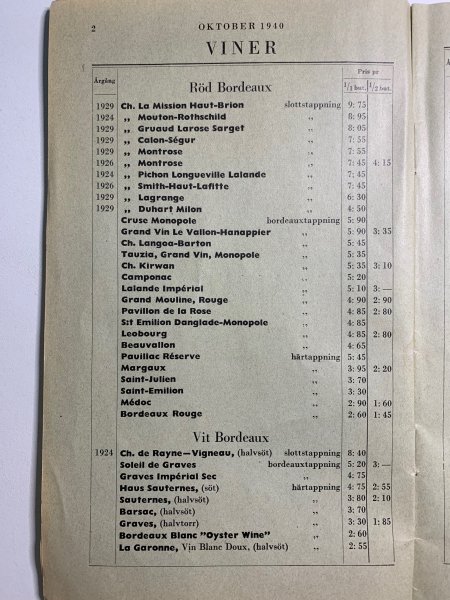 2 OKTOBER 1940
VINER
Årgång Pris pr
Röd Bordeaux 1/1 but. 1/2 but.
1929 Ch. La Mission Haut-Brion slottstappning 9: 75
1924 „ Mouton-Rothschild „ 8: 95
1929 „ Gruaud Larose Sarget „ 8: 05
1929 „ Calon-Ségur „ 7: 55
1929 „ Montrose „ 7: 55
1926 „ Montrose „ 7: 45 4: 15
1924 „ Pichon Longueville Lalande „ 7: 45
1926 „ Smith-Haut-Lafitte „ 7: 45
1929 „ Lagrange „ 6: 30
1929 „ Duhart Milon „ 4: 50
Cruse Monopole bordeauxtappning 5: 90
Grand Vin Le Vallon-Hanappier „ 5: 90 3: 35
Ch. Langoa-Barton „ 5: 45
Tauzia, Grand Vin, Monopole „ 5: 35
Ch. Kirwan „ 5: 35 3: 10
Camponac „ 5: 20
Lalande Impérial „ 5: 10 3: —
Grand Mouline, Rouge „ 4: 90 2: 90
Pavillon de la Rose „ 4: 85 2: 80
S:t Emilion Danglade-Monopole „ 4: 85
Leobourg „ 4: 85 2: 80
Beauvallon „ 4: 65
Pauillac Réserve härtappning 5: 45
Margaux „ 3: 95 2: 20
Saint-Julien „ 3: 70
Saint-Emilion „ 3: 30
Médoc „ 2: 90 1: 60
Bordeaux Rouge „ 2: 60 1: 45
Vit Bordeaux
1924 Ch. de Rayne—Vigneau, (halvsöt) slottstappning 8: 40
Soleil de Graves bordeauxtappning 5: 20 3: —
Graves Impérial Sec „ 4: 75
Haus Sauternes, (söt) härtappning 4: 75 2: 55
Sauternes, (halvsöt) „ 3: 80 2: 10
Barsac, (halvsöt) „ 3: 70
Graves, (halvtorr) „ 3: 30 1: 85
Bordeaux Blanc "Oyster Wine" „ 2: 60
La Garonne, Vin Blanc Doux, (halvsöt) „ 2: 55